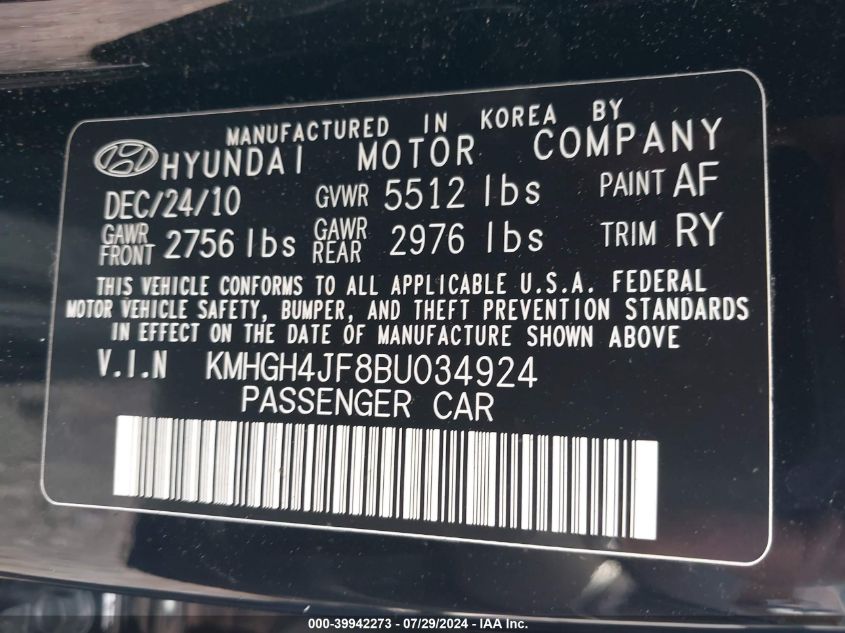 MANUFACTURED IN KOREA BY
HYUNDAI MOTOR COMPANY
DEC/24/10 GVWR 5512 lbs PAINT AF
GAWR FRONT 2756 lbs GAWR REAR 2976 lbs TRIM RY
THIS VEHICLE CONFORMS TO ALL APPLICABLE U.S.A. FEDERAL
MOTOR VEHICLE SAFETY, BUMPER, AND THEFT PREVENTION STANDARDS
IN EFFECT ON THE DATE OF MANUFACTURE SHOWN ABOVE
V.I.N KMHGH4JF8BU034924
PASSENGER CAR
000-39942273 - 07/29/2024 - IAA Inc.